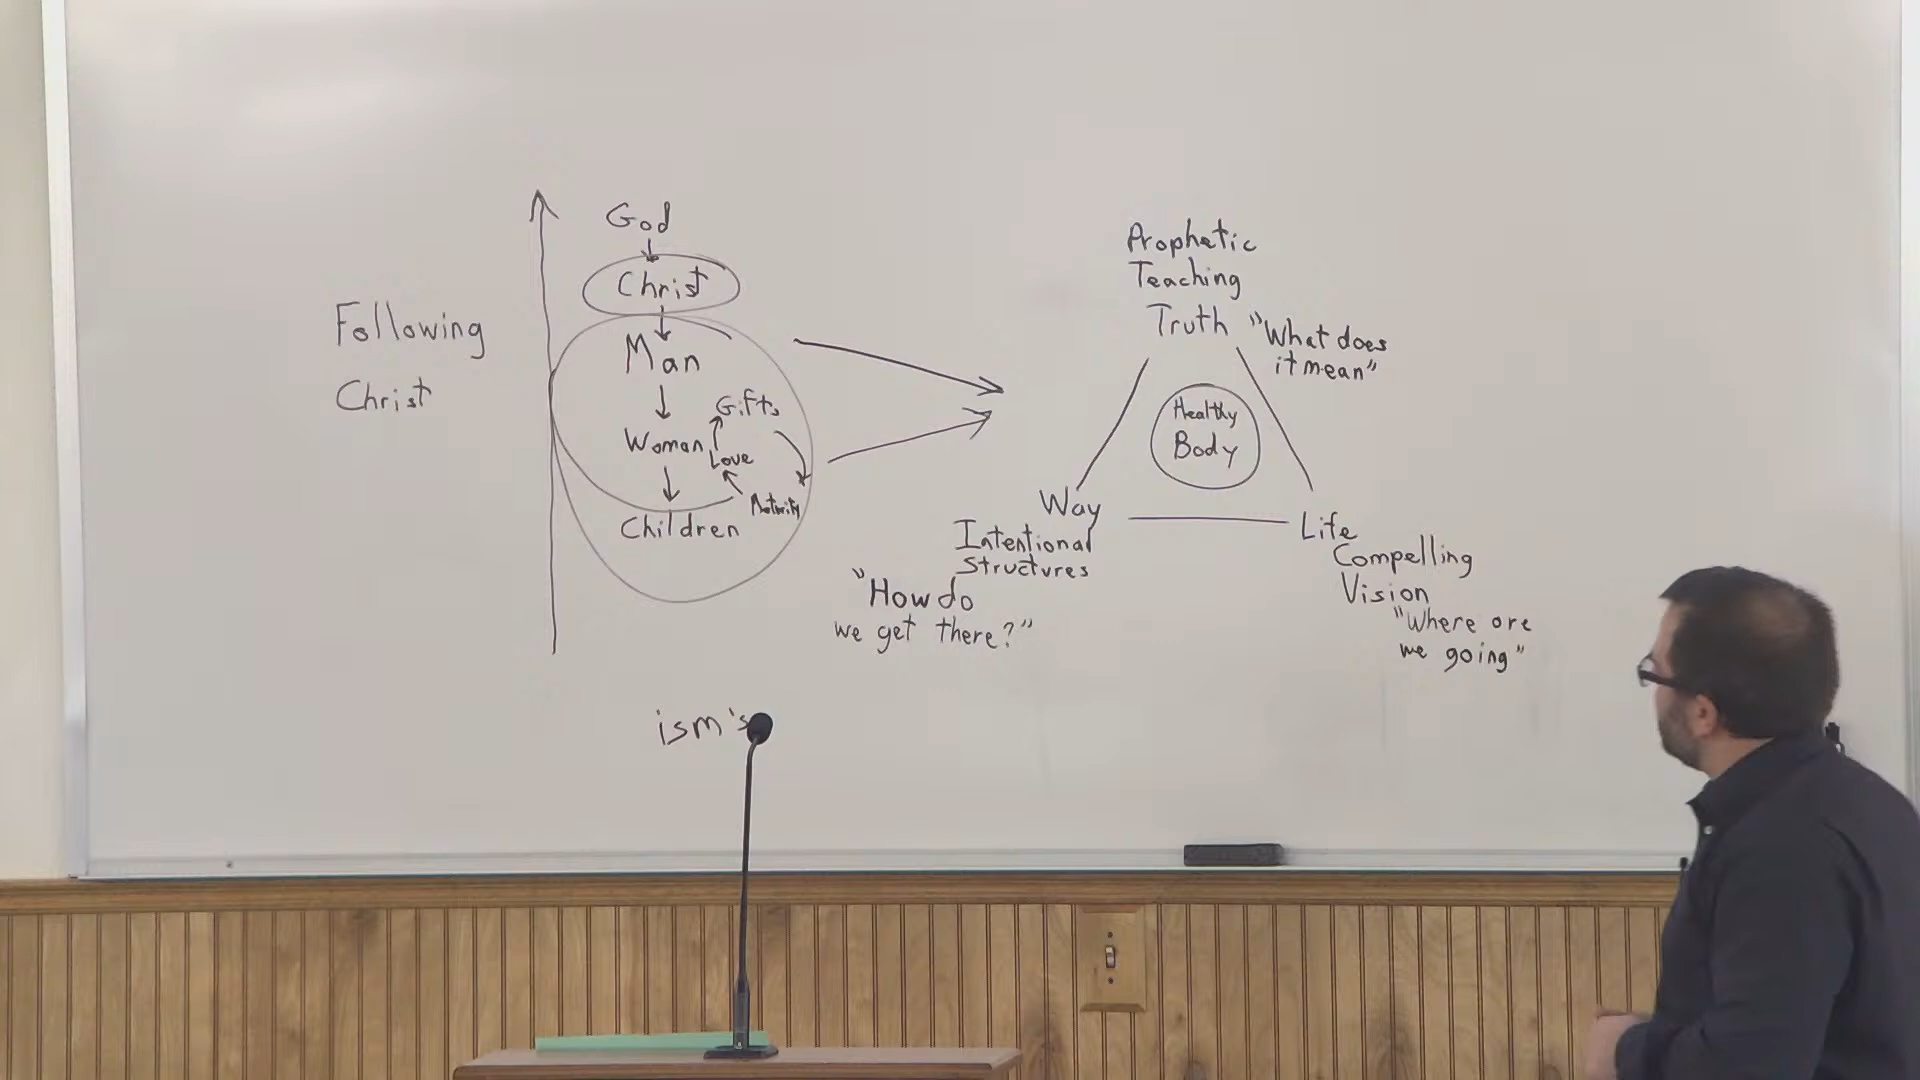 Following
Christ
God
Christ
Man
Gifts
Woman
Love
Children
Prophetic
Teaching
Truth
"What does
it mean"
Healthy
Body
Way
Intentional
Structures
"How do
we get there?"
Life
Compelling
Vision
"Where are
we going"
ism's